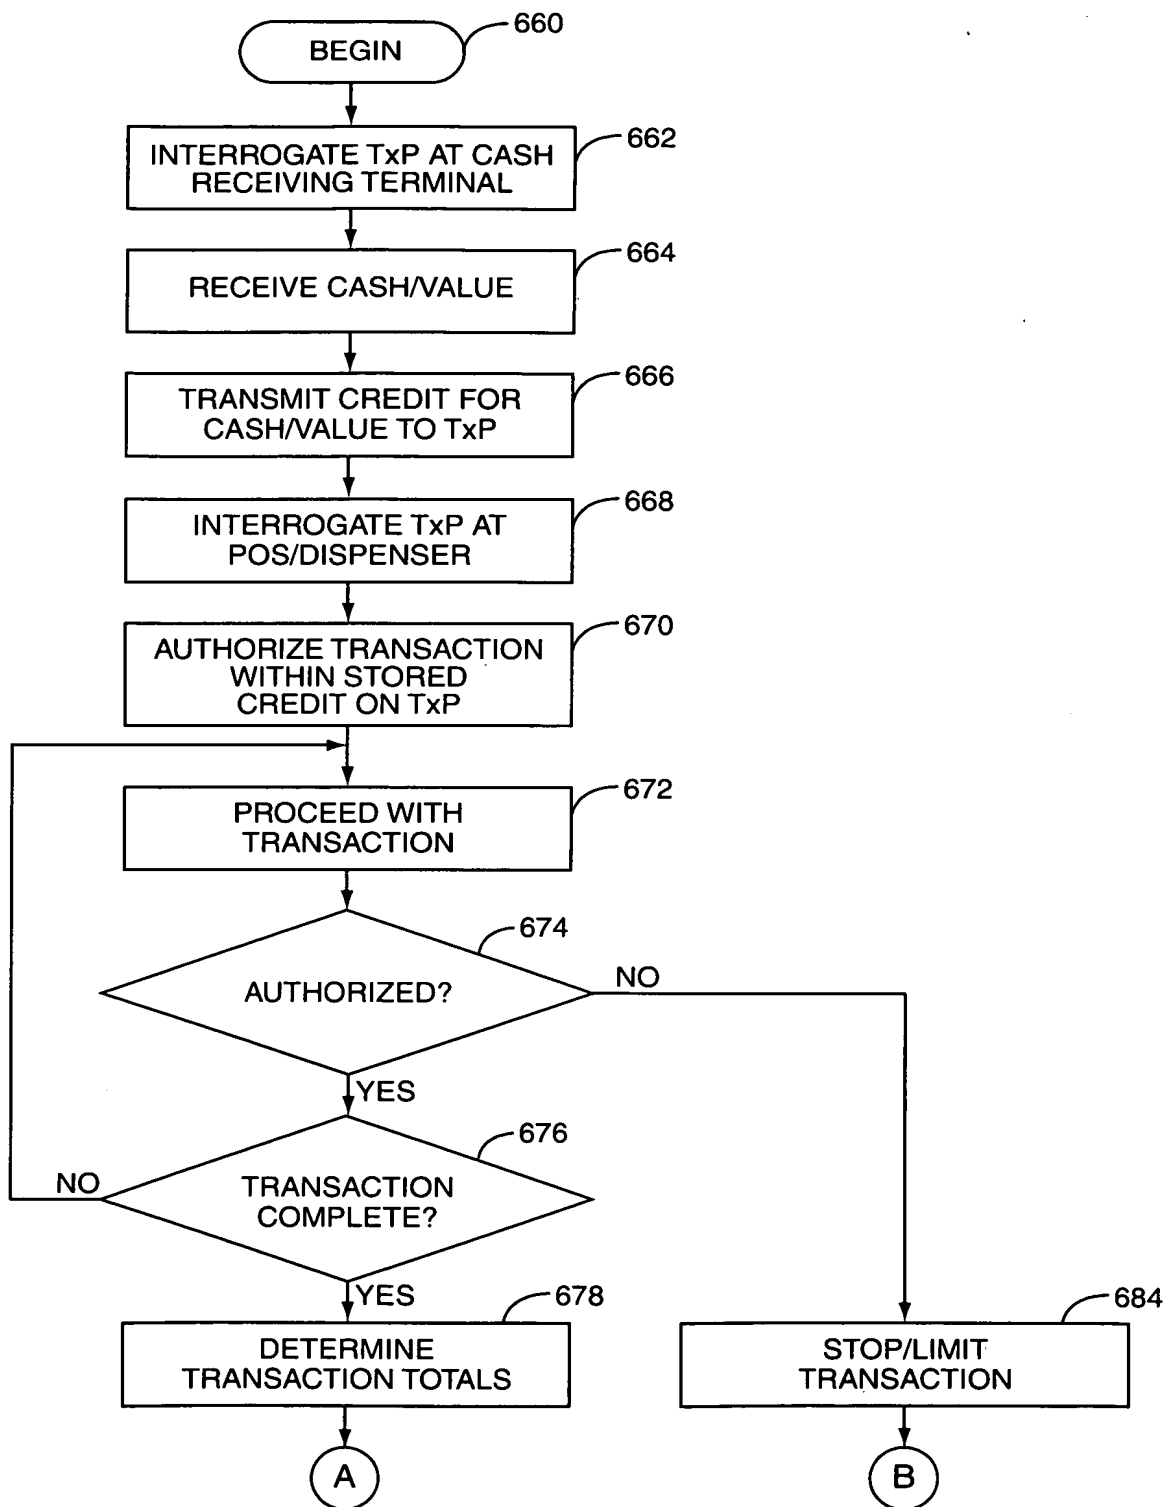 660
BEGIN
662
INTERROGATE TxP AT CASH
RECEIVING TERMINAL
664
RECEIVE CASH/VALUE
666
TRANSMIT CREDIT FOR
CASH/VALUE TO TxP
668
INTERROGATE TxP AT
POS/DISPENSER
670
AUTHORIZE TRANSACTION
WITHIN STORED
CREDIT ON TxP
672
PROCEED WITH
TRANSACTION
674
NO
AUTHORIZED?
YES
676
NO
TRANSACTION
COMPLETE?
YES
678
684
DETERMINE
TRANSACTION TOTALS
STOP/LIMIT
TRANSACTION
A
B